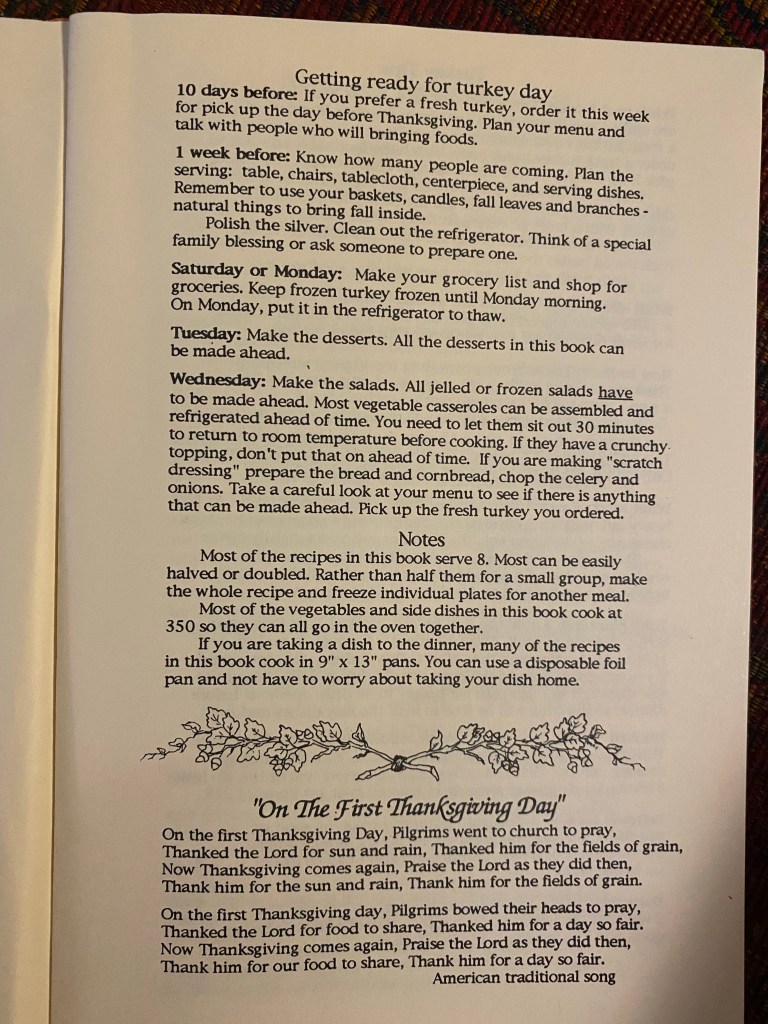 Getting ready for turkey day
10 days before: If you prefer a fresh turkey, order it this week
for pick up the day before Thanksgiving. Plan your menu and
talk with people who will bringing foods.
1 week before: Know how many people are coming. Plan the
serving: table, chairs, tablecloth, centerpiece, and serving dishes.
Remember to use your baskets, candles, fall leaves and branches -
natural things to bring fall inside.
Polish the silver. Clean out the refrigerator. Think of a special
family blessing or ask someone to prepare one.
Saturday or Monday: Make your grocery list and shop for
groceries. Keep frozen turkey frozen until Monday morning.
On Monday, put it in the refrigerator to thaw.
Tuesday: Make the desserts. All the desserts in this book can
be made ahead.
Wednesday: Make the salads. All jelled or frozen salads have
to be made ahead. Most vegetable casseroles can be assembled and
refrigerated ahead of time. You need to let them sit out 30 minutes
to return to room temperature before cooking. If they have a crunchy
topping, don't put that on ahead of time. If you are making "scratch
dressing" prepare the bread and cornbread, chop the celery and
onions. Take a careful look at your menu to see if there is anything
that can be made ahead. Pick up the fresh turkey you ordered.
Notes
Most of the recipes in this book serve 8. Most can be easily
halved or doubled. Rather than half them for a small group, make
the whole recipe and freeze individual plates for another meal.
Most of the vegetables and side dishes in this book cook at
350 so they can all go in the oven together.
If you are taking a dish to the dinner, many of the recipes
in this book cook in 9" x 13" pans. You can use a disposable foil
pan and not have to worry about taking your dish home.
"On The First Thanksgiving Day"
On the first Thanksgiving Day, Pilgrims went to church to pray,
Thanked the Lord for sun and rain, Thanked him for the fields of grain,
Now Thanksgiving comes again, Praise the Lord as they did then,
Thank him for the sun and rain, Thank him for the fields of grain.
On the first Thanksgiving day, Pilgrims bowed their heads to pray,
Thanked the Lord for food to share, Thanked him for a day so fair.
Now Thanksgiving comes again, Praise the Lord as they did then,
Thank him for our food to share, Thank him for a day so fair.
American traditional song